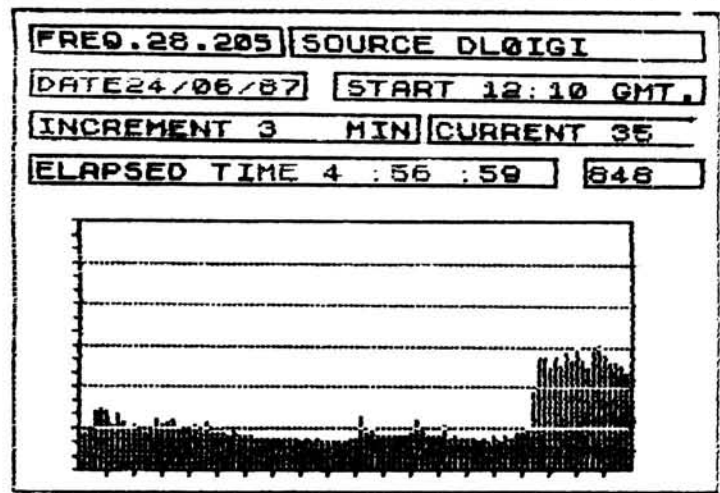 FREQ.28.205 SOURCE DLØIGI
DATE24/06/87 START 12:10 GMT.
INCREMENT 3 MIN CURRENT 35
ELAPSED TIME 4 :56 :59 848